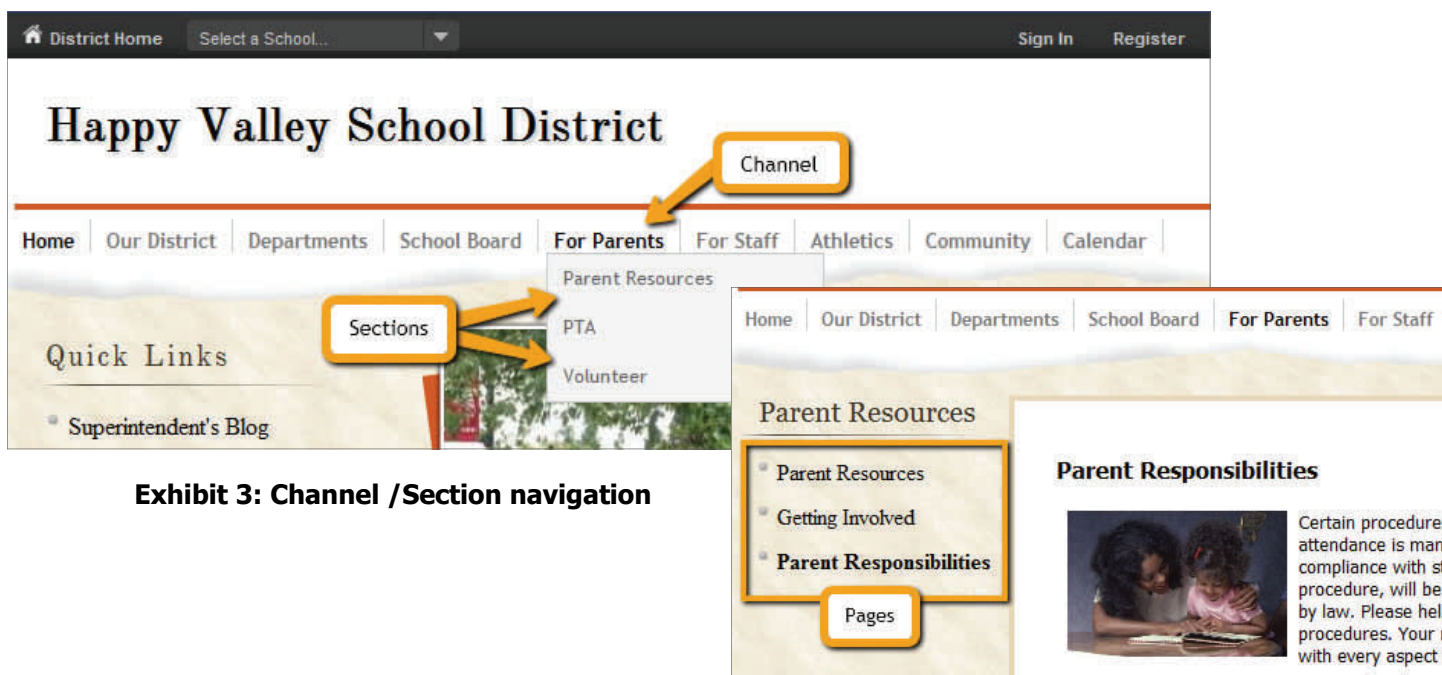 District Home Select a School... Sign In Register
Happy Valley School District
Channel
Home Our District Departments School Board For Parents For Staff Athletics Community Calendar
Parent Resources
PTA
Volunteer
Sections
Quick Links
Superintendent's Blog
Exhibit 3: Channel /Section navigation
Home Our District Departments School Board For Parents For Staff
Parent Resources
Parent Resources
Getting Involved
Parent Responsibilities
Pages
Parent Responsibilities
Certain procedure
attendance is man
compliance with st
procedure, will be
by law. Please hel
procedures. Your
with every aspect